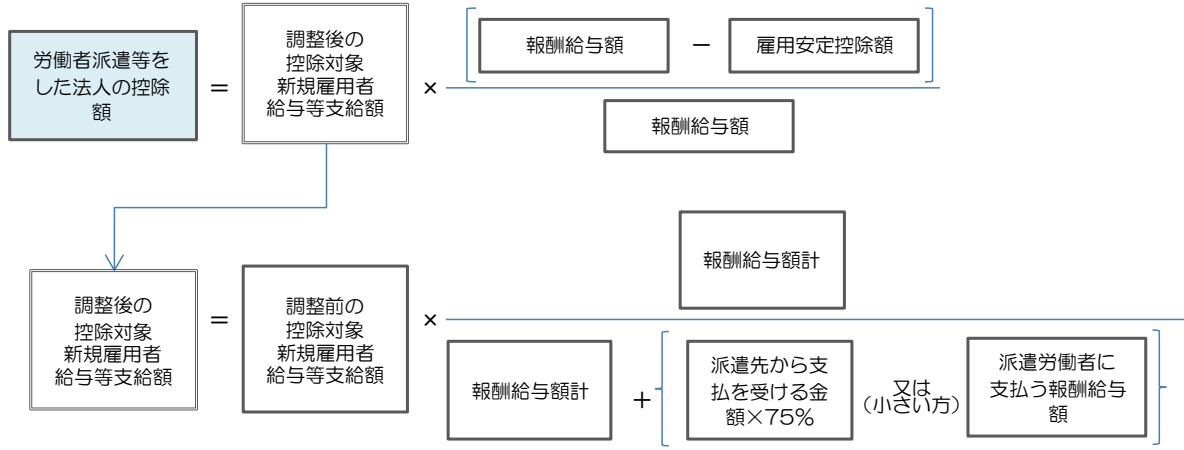 労働者派遣等を
した法人の控除
額
＝
調整後の
控除対象
新規雇用者
給与等支給額
×
報酬給与額
－
雇用安定控除額
報酬給与額
調整後の
控除対象
新規雇用者
給与等支給額
＝
調整前の
控除対象
新規雇用者
給与等支給額
×
報酬給与額計
報酬給与額計
＋
派遣先から支
払を受ける金
額×75％
又は
（小さい方）
派遣労働者に
支払う報酬給与
額